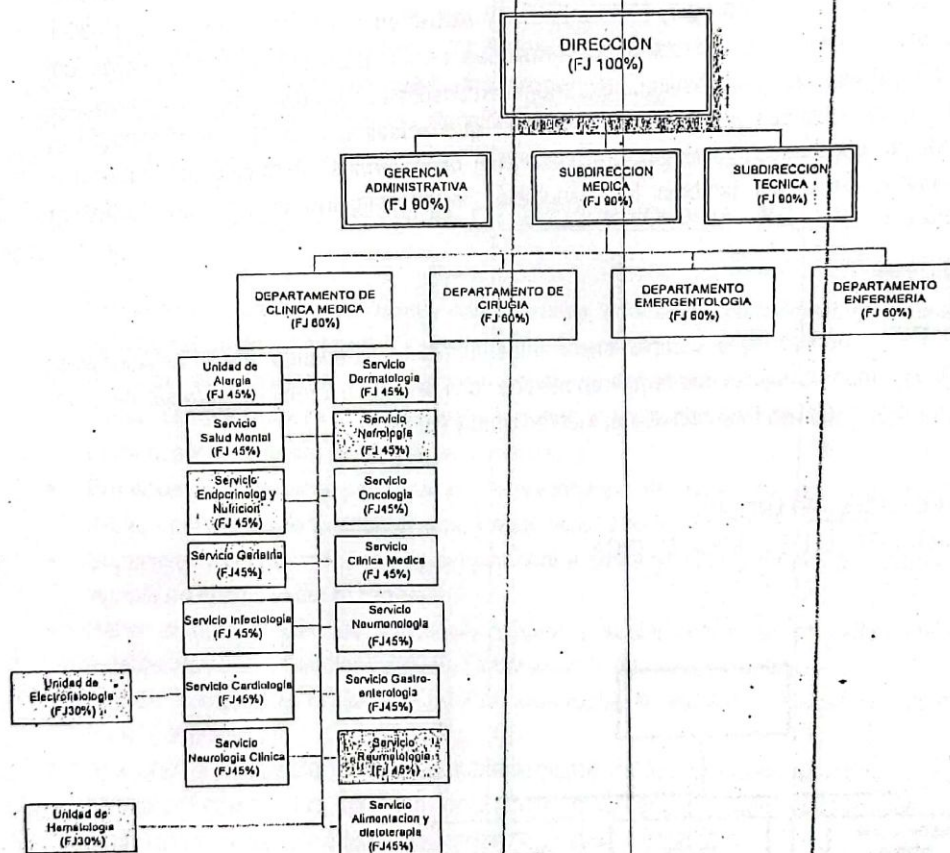 DIRECCION
(FJ 100%)
GERENCIA
ADMINISTRATIVA
(FJ 90%)
SUBDIRECCION
MEDICA
(FJ 90%)
SUBDIRECCION
TECNICA
(FJ 90%)
DEPARTAMENTO DE
CLINICA MEDICA
(FJ 60%)
DEPARTAMENTO DE
CIRUGIA
(FJ 60%)
DEPARTAMENTO
EMERGENTOLOGIA
(FJ 60%)
DEPARTAMENTO
ENFERMERIA
(FJ 60%)
Unidad de
Alergia
(FJ 45%)
Servicio
Dermatologia
(FJ 45%)
Servicio
Salud Mental
(FJ 45%)
Servicio
Nefrologia
(FJ 45%)
Servicio
Endocrinolog y
Nutricion
(FJ 45%)
Servicio
Oncologia
(FJ45%)
Servicio Geriatria
(FJ45%)
Servicio
Clinica Medica
(FJ 45%)
Servicio Infectologia
(FJ 45%)
Servicio
Neumonologia
(FJ45%)
Unidad de
Electrofisiologia
(FJ30%)
Servicio Cardiologia
(FJ45%)
Servicio Gastro-
enterologia
(FJ45%)
Servicio
Neurologia Clinica
(FJ45%)
Servicio
Reumatologia
(FJ 45%)
Unidad de
Hematologia
(FJ30%)
Servicio
Alimentacion y
dietoterapia
(FJ45%)